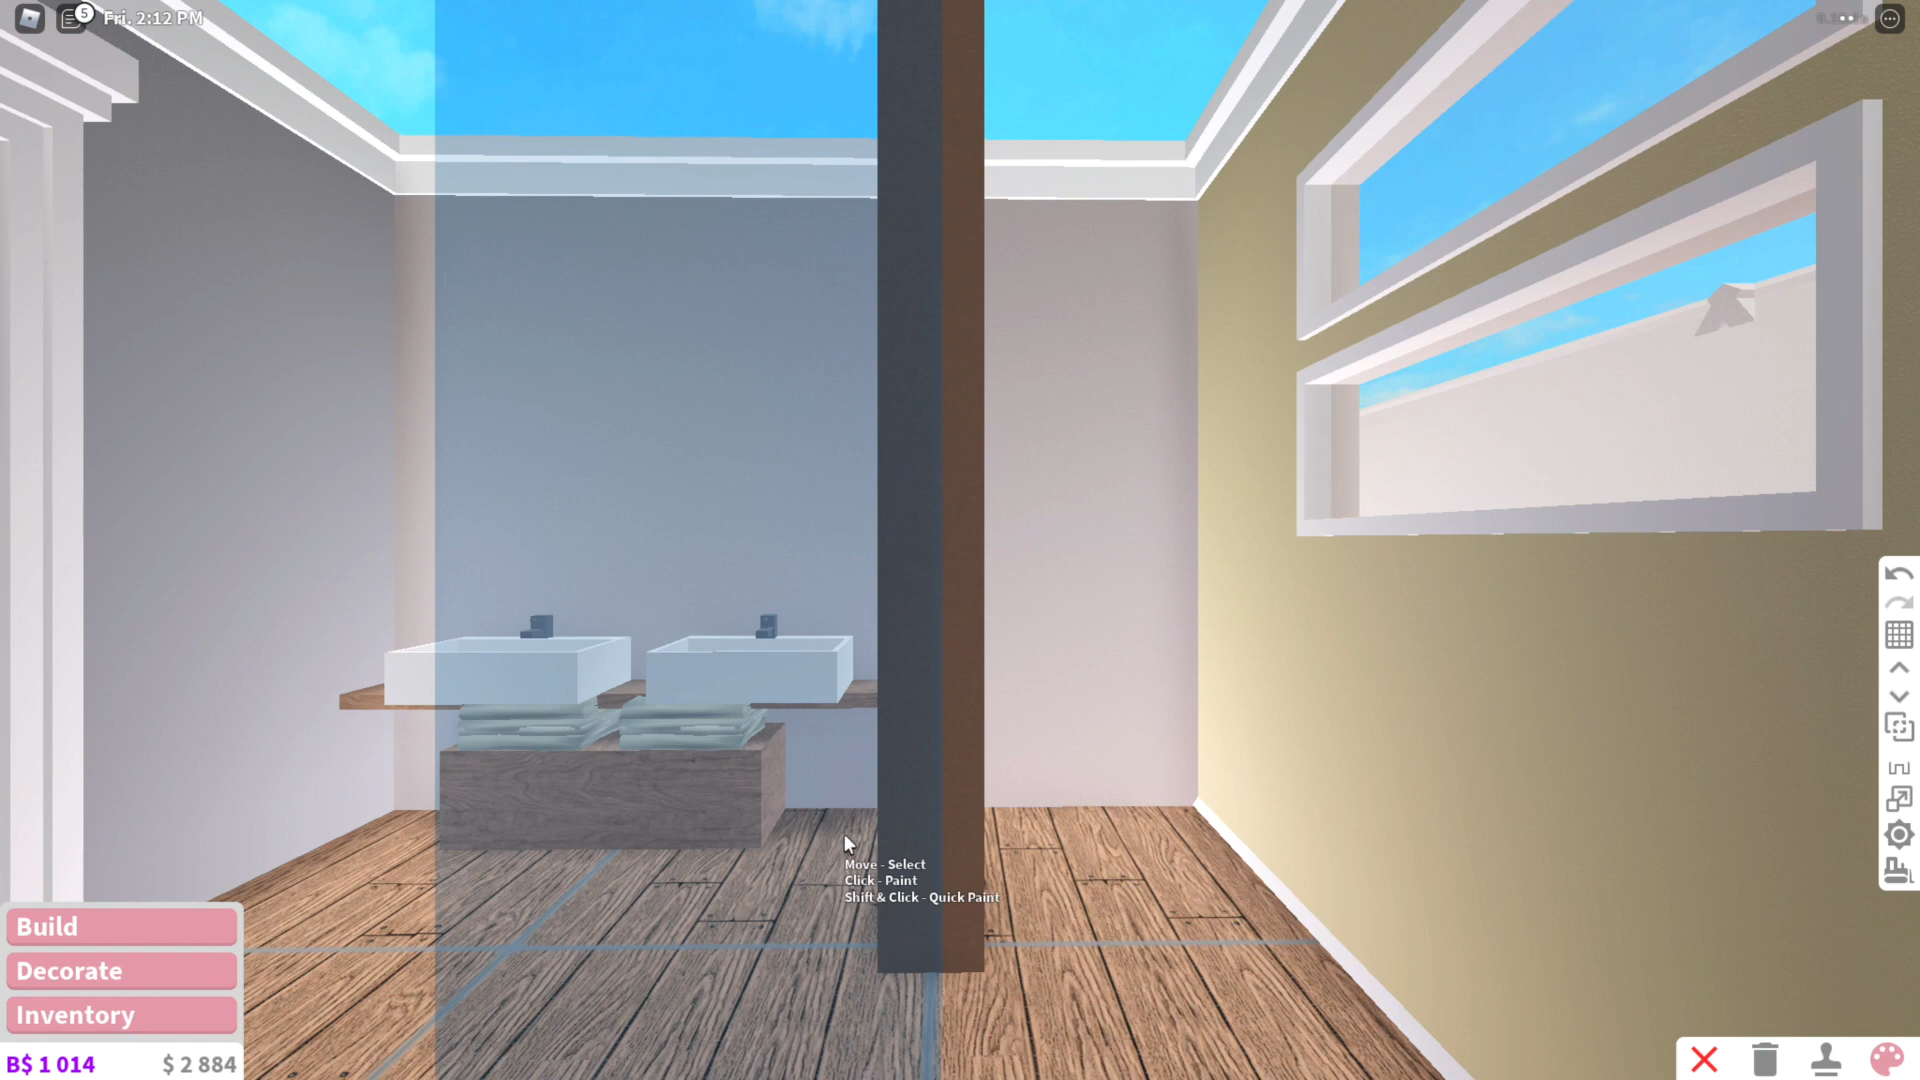 5
Fri. 2:12 PM
Move - Select
Click - Paint
Shift & Click - Quick Paint
Build
Decorate
Inventory
B$ 1 014
$ 2 884